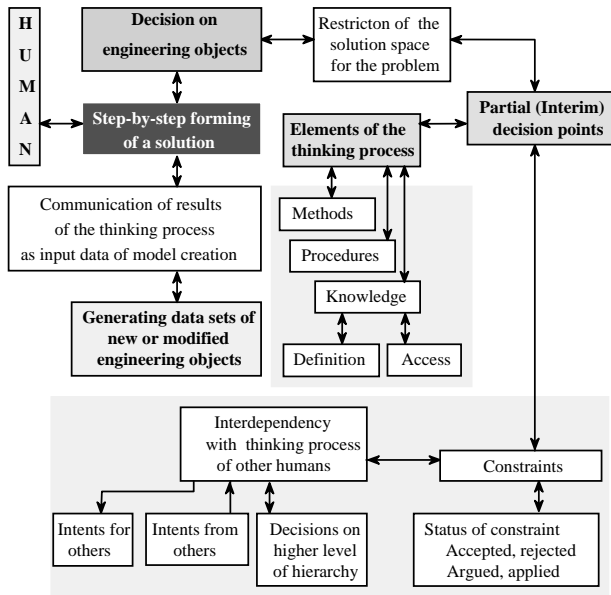 H
U
M
A
N
Decision on
engineering objects
Restricton of the
solution space
for the problem
Step-by-step forming
of a solution
Elements of the
thinking process
Partial (Interim)
decision points
Communication of results
of the thinking process
as input data of model creation
Methods
Procedures
Knowledge
Definition
Access
Generating data sets of
new or modified
engineering objects
Interdependency
with thinking process
of other humans
Constraints
Intents for
others
Intents from
others
Decisions on
higher level
of hierarchy
Status of constraint
Accepted, rejected
Argued, applied